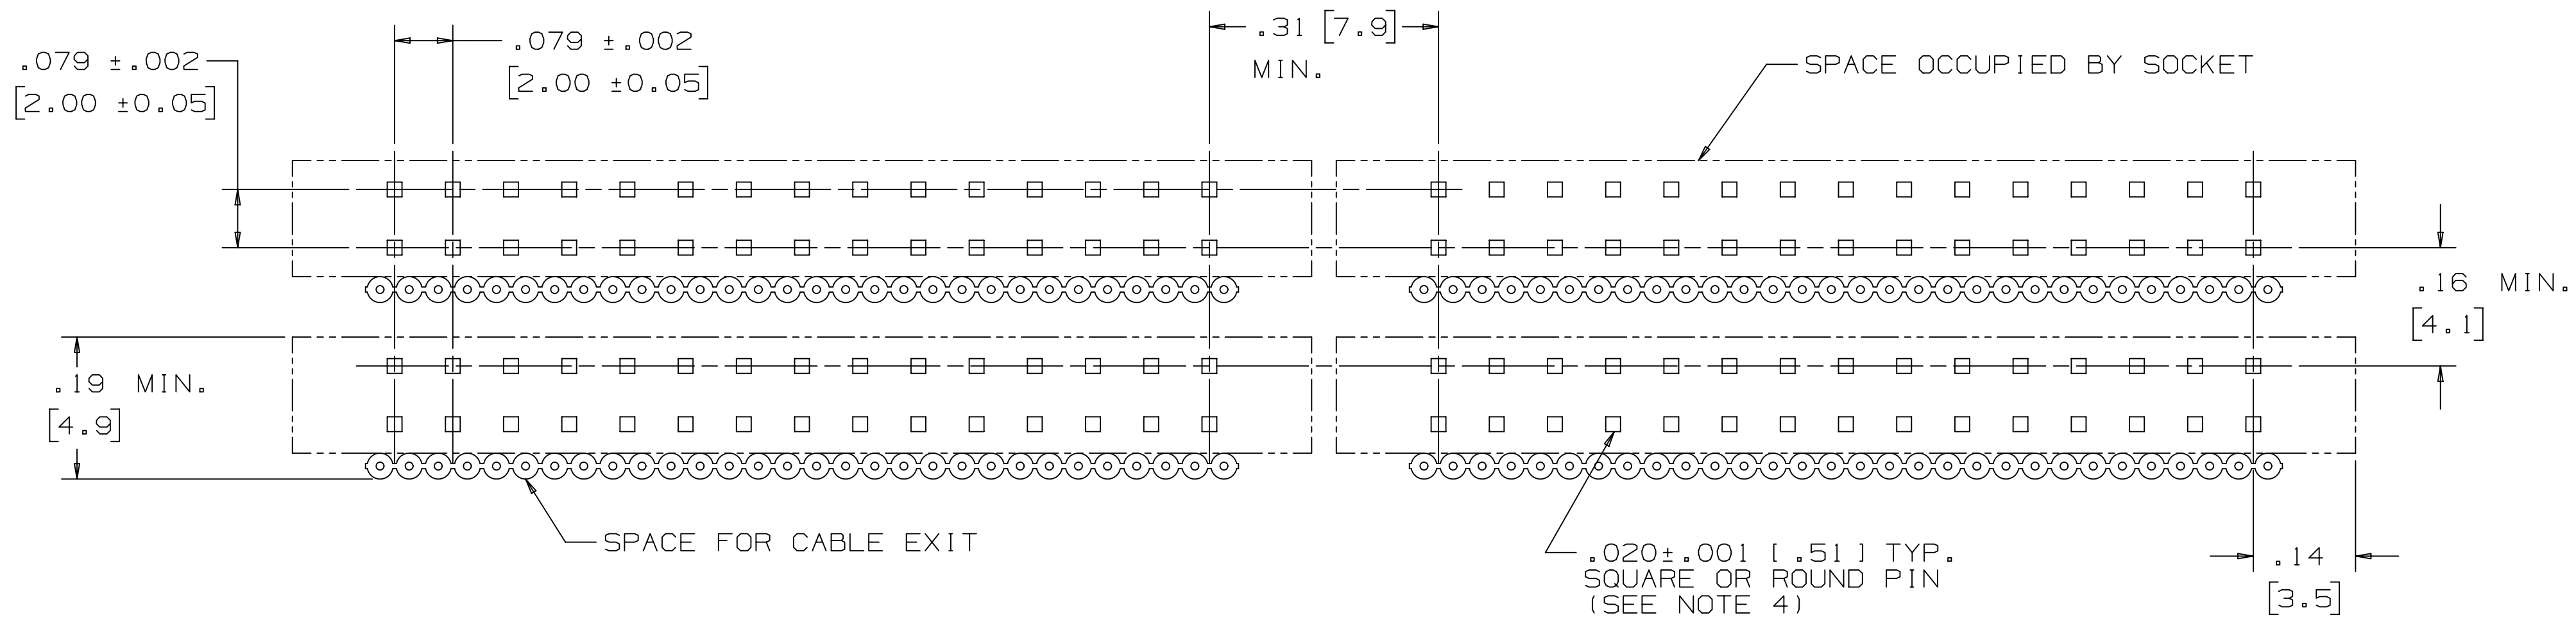 .079 ±.002
[2.00 ±0.05]
.079 ±.002
[2.00 ±0.05]
.31 [7.9]
MIN.
SPACE OCCUPIED BY SOCKET
.16 MIN.
[4.1]
.19 MIN.
[4.9]
SPACE FOR CABLE EXIT
.020±.001 [ .51 ] TYP.
SQUARE OR ROUND PIN
(SEE NOTE 4)
.14
[3.5]